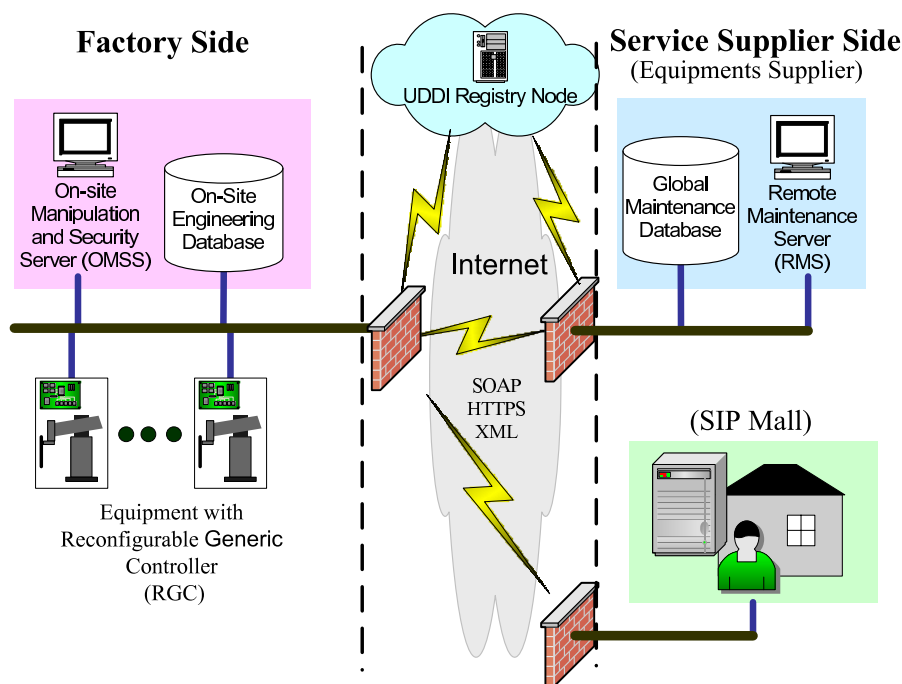 Factory Side
UDDI Registry Node
Service Supplier Side
(Equipments Supplier)
On-site
Manipulation
and Security
Server (OMSS)
On-Site
Engineering
Database
Internet
Global
Maintenance
Database
Remote
Maintenance
Server
(RMS)
SOAP
HTTPS
XML
(SIP Mall)
Equipment with
Reconfigurable Generic
Controller
(RGC)